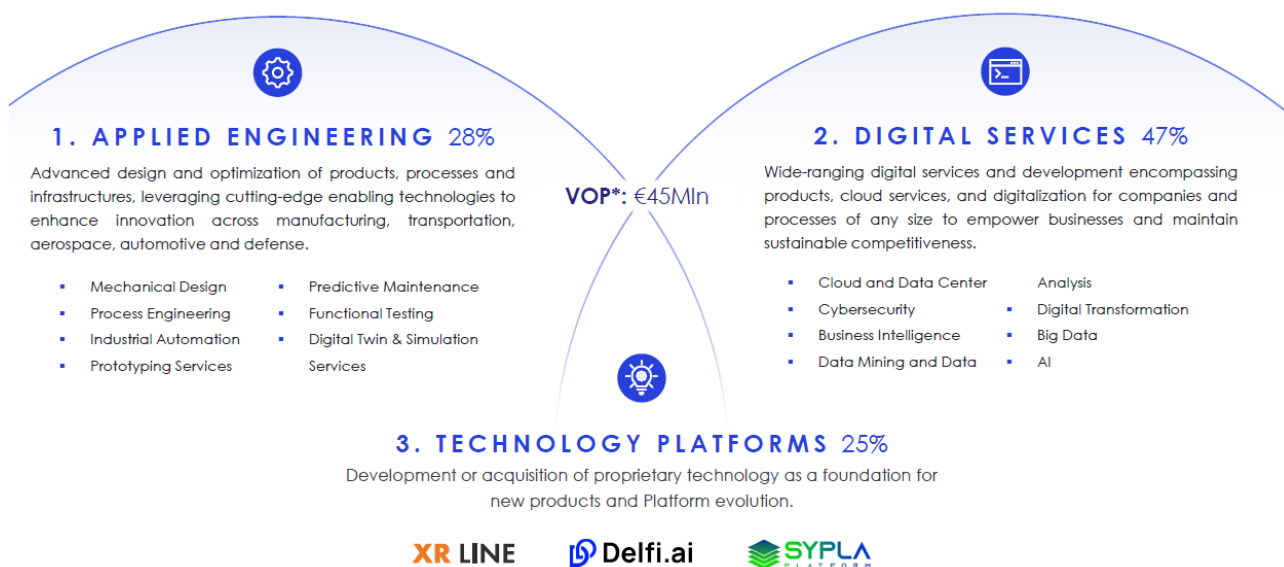 1. APPLIED ENGINEERING 28%
Advanced design and optimization of products, processes and
infrastructures, leveraging cutting-edge enabling technologies to
enhance innovation across manufacturing, transportation,
aerospace, automotive and defense.
▪ Mechanical Design
▪ Process Engineering
▪ Industrial Automation
▪ Prototyping Services
▪ Predictive Maintenance
▪ Functional Testing
▪ Digital Twin & Simulation
Services
VOP*: €45Mln
2. DIGITAL SERVICES 47%
Wide-ranging digital services and development encompassing
products, cloud services, and digitalization for companies and
processes of any size to empower businesses and maintain
sustainable competitiveness.
▪ Cloud and Data Center
▪ Cybersecurity
▪ Business Intelligence
▪ Data Mining and Data
Analysis
▪ Digital Transformation
▪ Big Data
▪ AI
3. TECHNOLOGY PLATFORMS 25%
Development or acquisition of proprietary technology as a foundation for
new products and Platform evolution.
XR LINE
Delfi.ai
SYPLA
PLATFORM